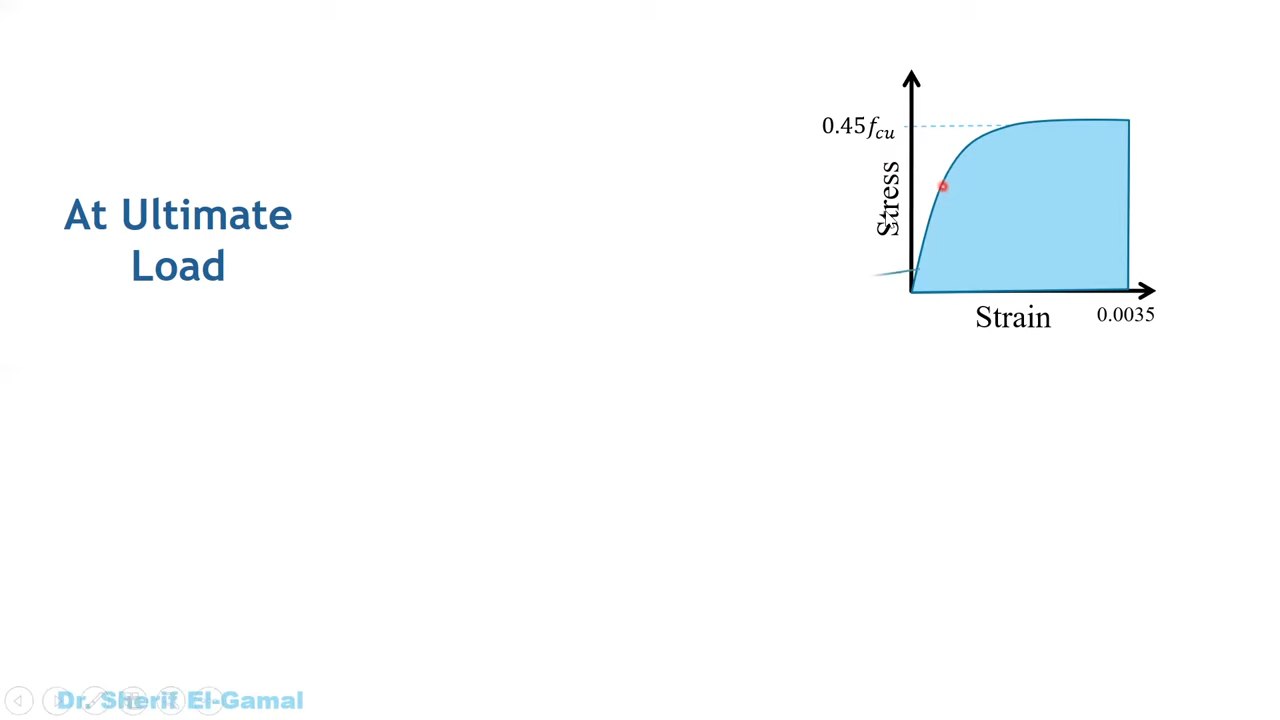 At Ultimate
Load
0.45f_cu
Stress
Strain
0.0035
Dr. Sherif El-Gamal